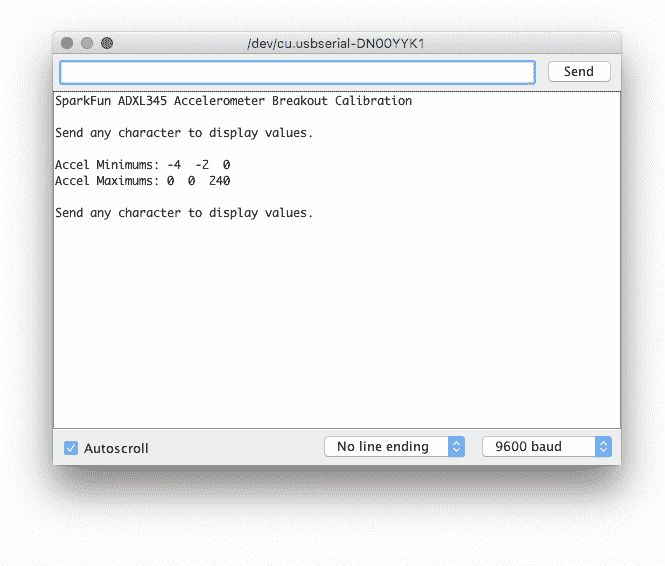 /dev/cu.usbserial-DN00YYK1
Send
SparkFun ADXL345 Accelerometer Breakout Calibration
Send any character to display values.
Accel Minimums: -4  -2  0
Accel Maximums: 0  0  240
Send any character to display values.
Autoscroll
No line ending
9600 baud